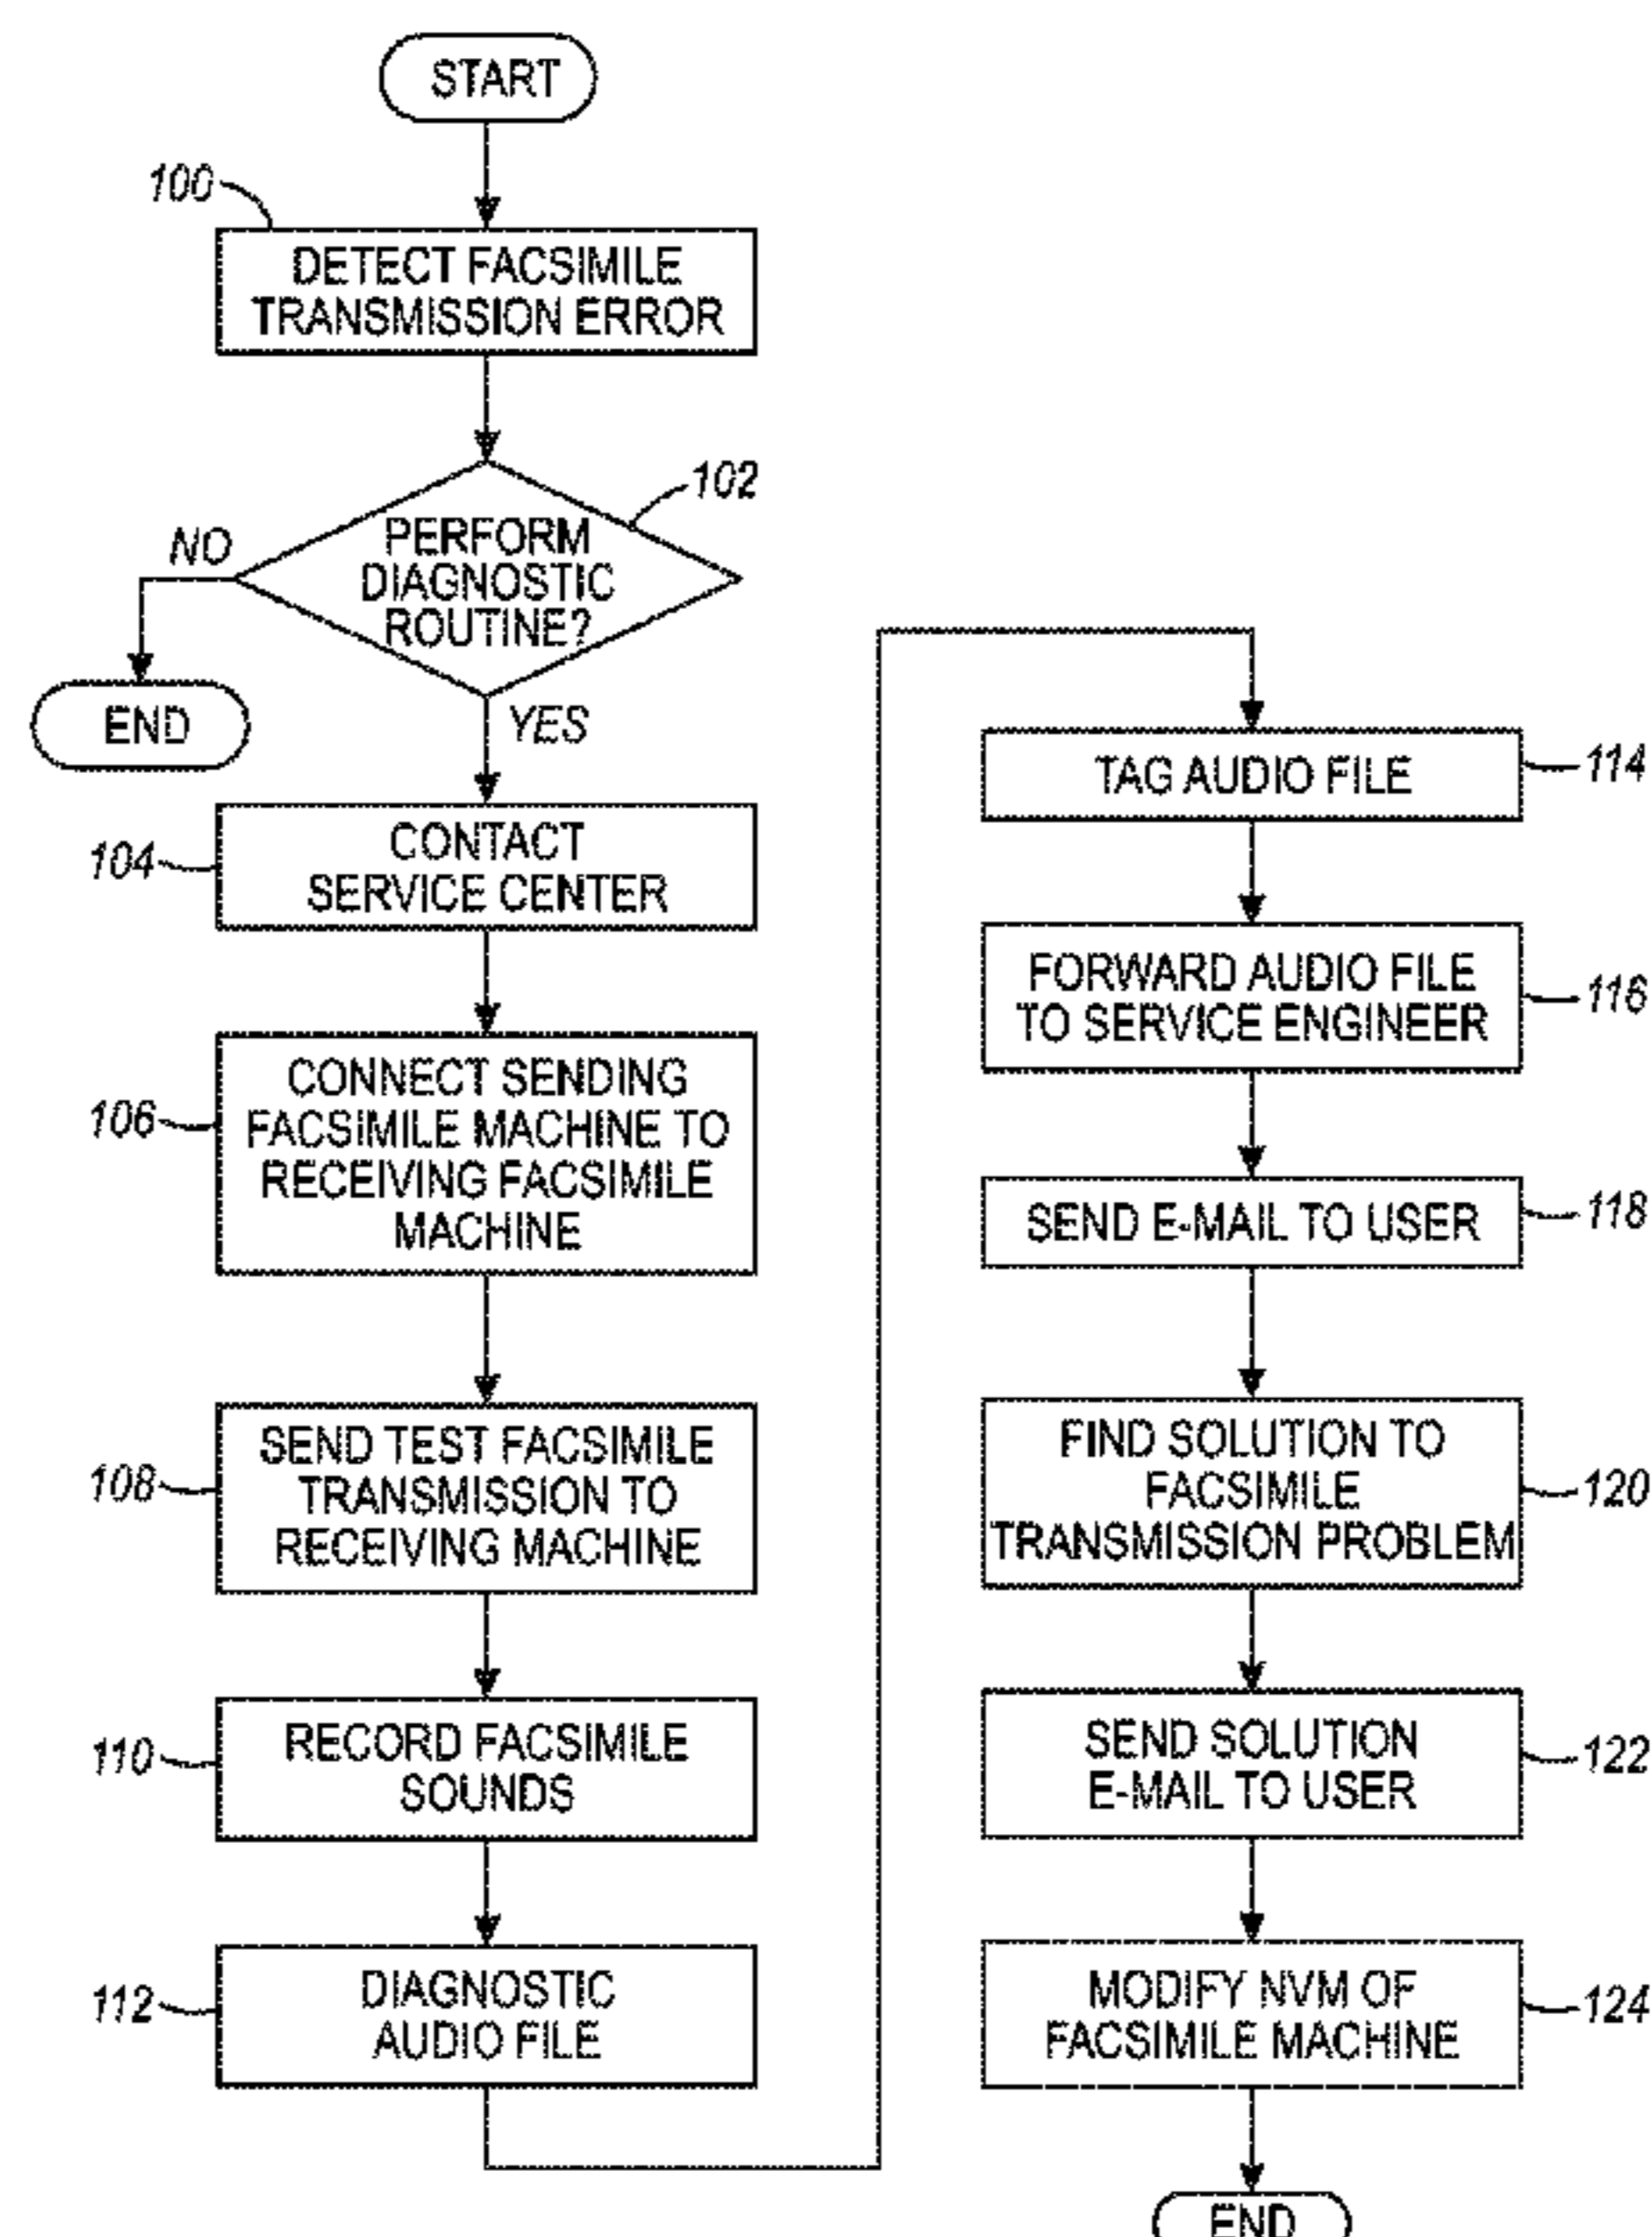 START
100
DETECT FACSIMILE
TRANSMISSION ERROR
102
NO
PERFORM
DIAGNOSTIC
ROUTINE?
END
YES
104
CONTACT
SERVICE CENTER
106
CONNECT SENDING
FACSIMILE MACHINE TO
RECEIVING FACSIMILE
MACHINE
108
SEND TEST FACSIMILE
TRANSMISSION TO
RECEIVING MACHINE
110
RECORD FACSIMILE
SOUNDS
112
DIAGNOSTIC
AUDIO FILE
TAG AUDIO FILE
114
FORWARD AUDIO FILE
TO SERVICE ENGINEER
116
SEND E-MAIL TO USER
118
FIND SOLUTION TO
FACSIMILE
TRANSMISSION PROBLEM
120
SEND SOLUTION
E-MAIL TO USER
122
MODIFY NVM OF
FACSIMILE MACHINE
124
END